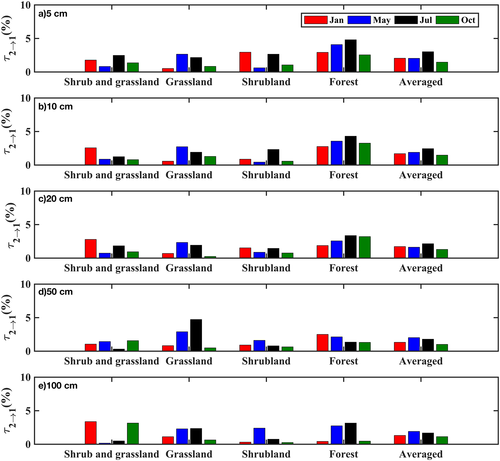 a)5 cm
Jan May Jul Oct
τ2→1(%)
10
5
0
Shrub and grassland Grassland Shrubland Forest Averaged
b)10 cm
τ2→1(%)
10
5
0
Shrub and grassland Grassland Shrubland Forest Averaged
c)20 cm
τ2→1(%)
10
5
0
Shrub and grassland Grassland Shrubland Forest Averaged
d)50 cm
τ2→1(%)
10
5
0
Shrub and grassland Grassland Shrubland Forest Averaged
e)100 cm
τ2→1(%)
10
5
0
Shrub and grassland Grassland Shrubland Forest Averaged